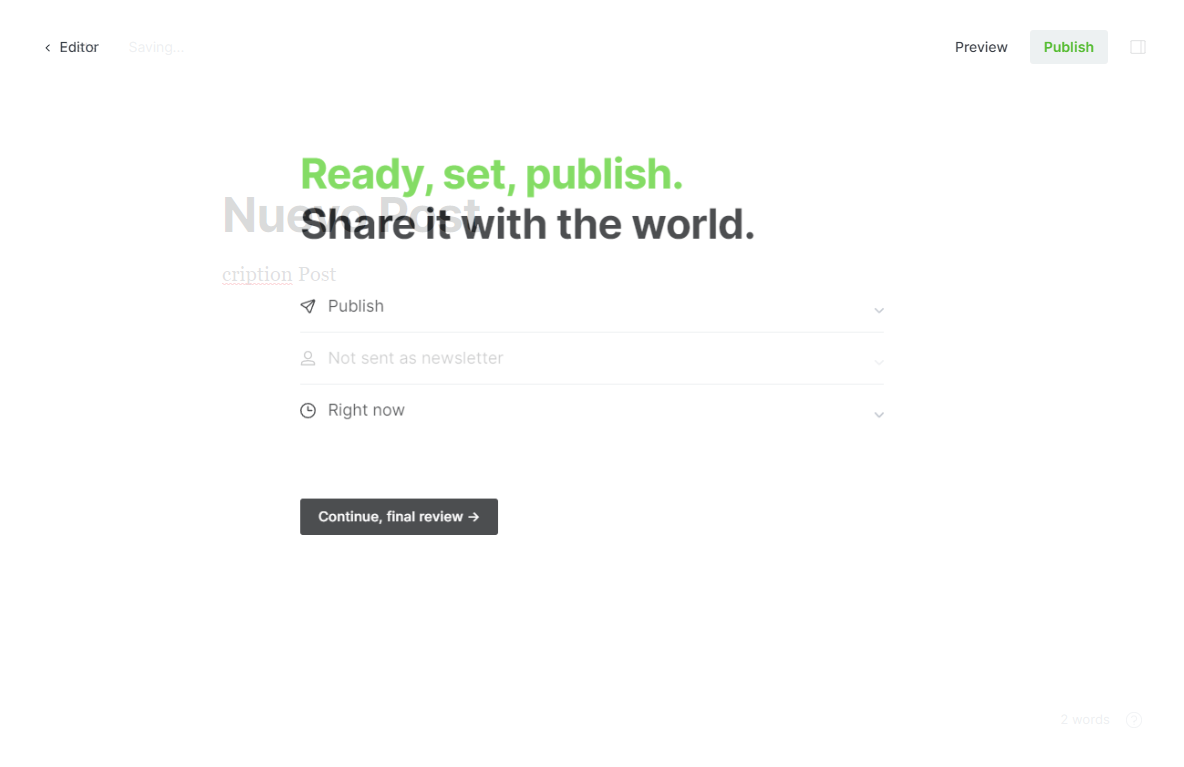 Editor Saving... Preview Publish
Ready, set, publish.
Nuevo Post
Share it with the world.
cription Post
Publish
Not sent as newsletter
Right now
Continue, final review →
2 words